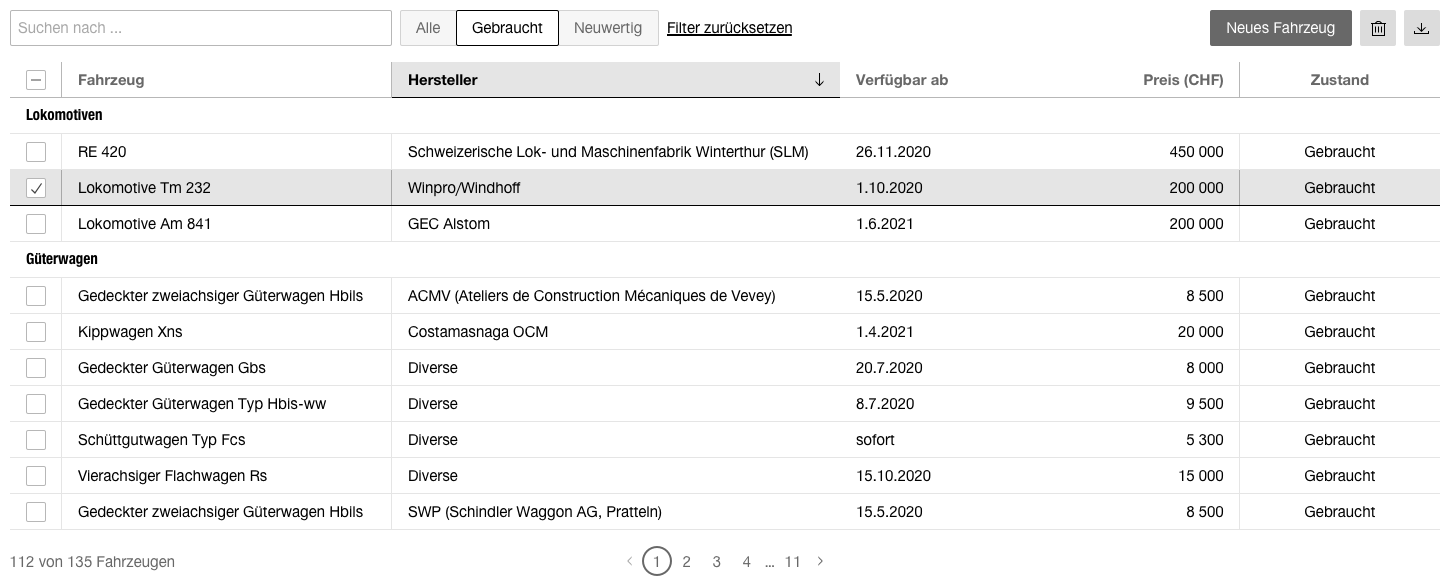 Suchen nach ... Alle Gebraucht Neuwertig Filter zurücksetzen Neues Fahrzeug
Fahrzeug Hersteller Verfügbar ab Preis (CHF) Zustand
Lokomotiven
RE 420 Schweizerische Lok- und Maschinenfabrik Winterthur (SLM) 26.11.2020 450 000 Gebraucht
Lokomotive Tm 232 Winpro/Windhoff 1.10.2020 200 000 Gebraucht
Lokomotive Am 841 GEC Alstom 1.6.2021 200 000 Gebraucht
Güterwagen
Gedeckter zweiachsiger Güterwagen Hbils ACMV (Ateliers de Construction Mécaniques de Vevey) 15.5.2020 8 500 Gebraucht
Kippwagen Xns Costamasnaga OCM 1.4.2021 20 000 Gebraucht
Gedeckter Güterwagen Gbs Diverse 20.7.2020 8 000 Gebraucht
Gedeckter Güterwagen Typ Hbis-ww Diverse 8.7.2020 9 500 Gebraucht
Schüttgutwagen Typ Fcs Diverse sofort 5 300 Gebraucht
Vierachsiger Flachwagen Rs Diverse 15.10.2020 15 000 Gebraucht
Gedeckter zweiachsiger Güterwagen Hbils SWP (Schindler Waggon AG, Pratteln) 15.5.2020 8 500 Gebraucht
112 von 135 Fahrzeugen 1 2 3 4 ... 11